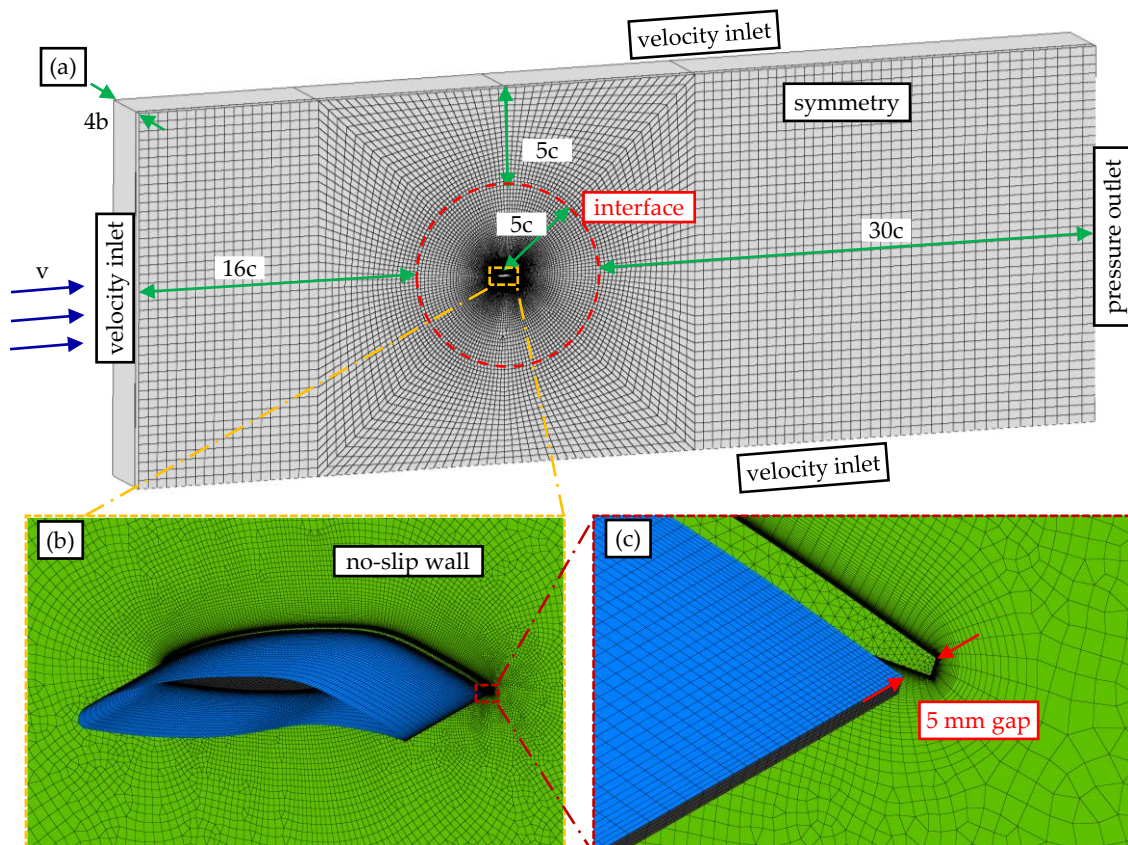 velocity inlet
(a)
4b
symmetry
5c
interface
5c
30c
16c
v
velocity inlet
pressure outlet
velocity inlet
(b)
no-slip wall
(c)
5 mm gap